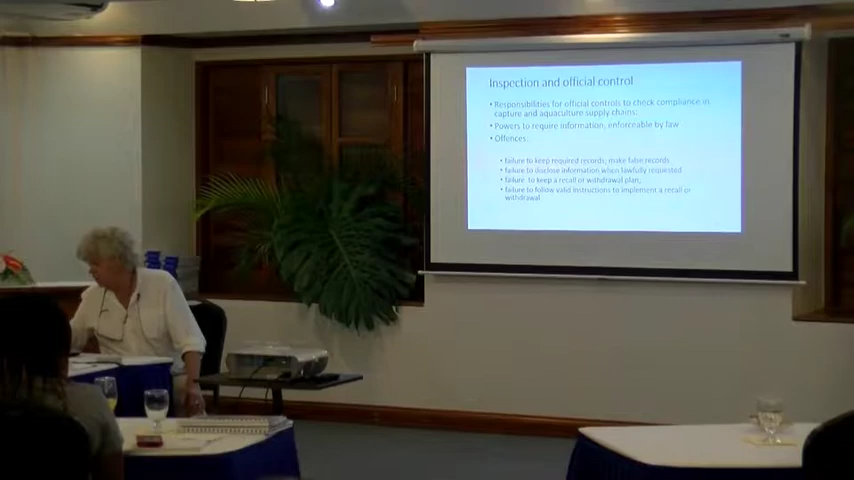 Inspection and official control
• Responsibilities for official controls to check compliance in
capture and aquaculture supply chains:
• Powers to require information, enforceable by law
• Offences:
• failure to keep required records, make false records
• failure to disclose information when lawfully requested
• failure to keep a recall or withdrawal plan,
• failure to follow valid instructions to implement a recall or
withdrawal